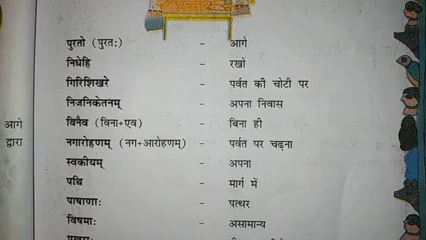 पुरतो (पुरतः) - आगे
निधेहि - रखो
गिरिशिखरे - पर्वत की चोटी पर
निजनिकेतनम् - अपना निवास
विनैव (विना+एव) - बिना ही
आगे
नगारोहणम् (नग+आरोहणम्) - पर्वत पर चढ़ना
द्वारा
स्वकीयम् - अपना
पथि - मार्ग में
पाषाणाः - पत्थर
विषमाः - असामान्य